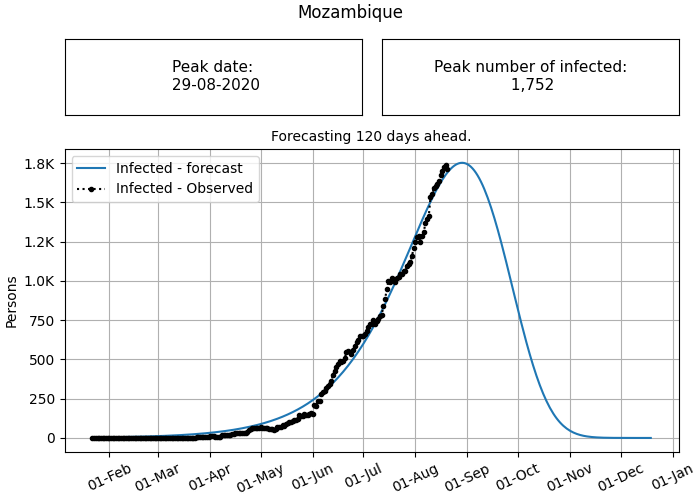 Mozambique
Peak date:
29-08-2020
Peak number of infected:
1,752
Forecasting 120 days ahead.
Infected - forecast
Infected - Observed
Persons
1.8K
1.5K
1.2K
1.0K
750
500
250
0
01-Feb
01-Mar
01-Apr
01-May
01-Jun
01-Jul
01-Aug
01-Sep
01-Oct
01-Nov
01-Dec
01-Jan